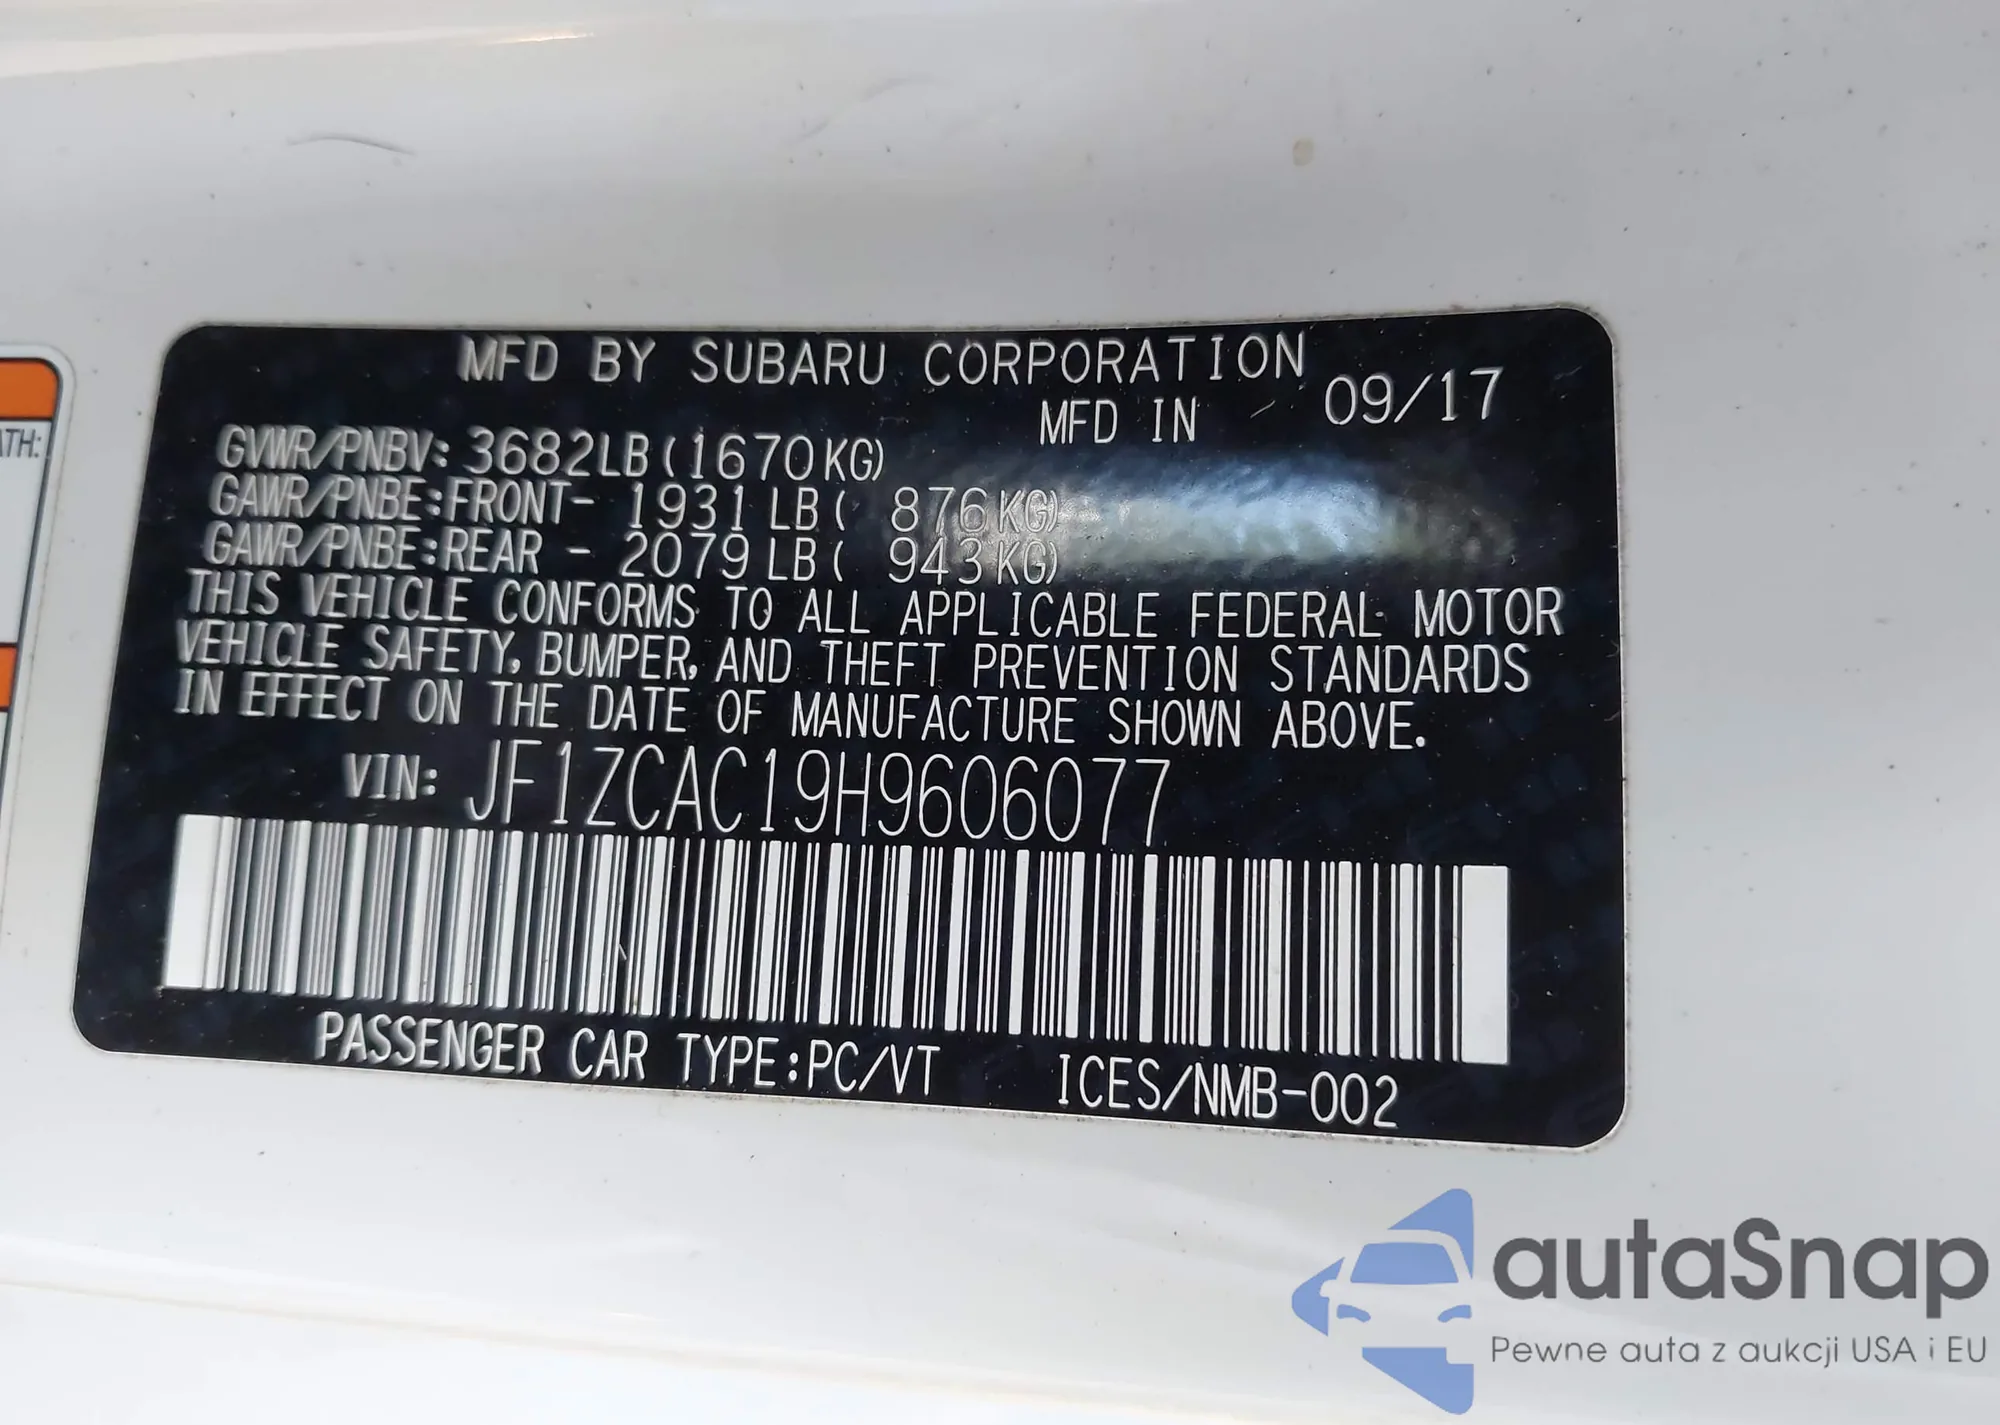 MFD BY SUBARU CORPORATION
MFD IN 09/17
GVWR/PNBV: 3682LB(1670KG)
GAWR/PNBE:FRONT- 1931LB( 876KG)
GAWR/PNBE:REAR - 2079LB( 943KG)
THIS VEHICLE CONFORMS TO ALL APPLICABLE FEDERAL MOTOR
VEHICLE SAFETY, BUMPER, AND THEFT PREVENTION STANDARDS
IN EFFECT ON THE DATE OF MANUFACTURE SHOWN ABOVE.
VIN: JF1ZCAC19H9606077
PASSENGER CAR TYPE:PC/VT ICES/NMB-002
ATH:
autaSnap
Pewne auta z aukcji USA i EU